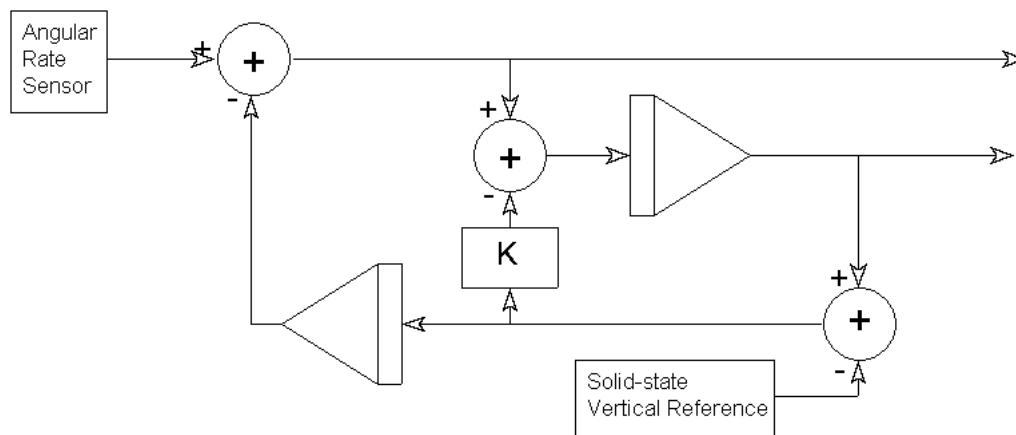 Angular
Rate
Sensor
+
+
-
+
+
-
K
+
+
-
Solid-state
Vertical Reference